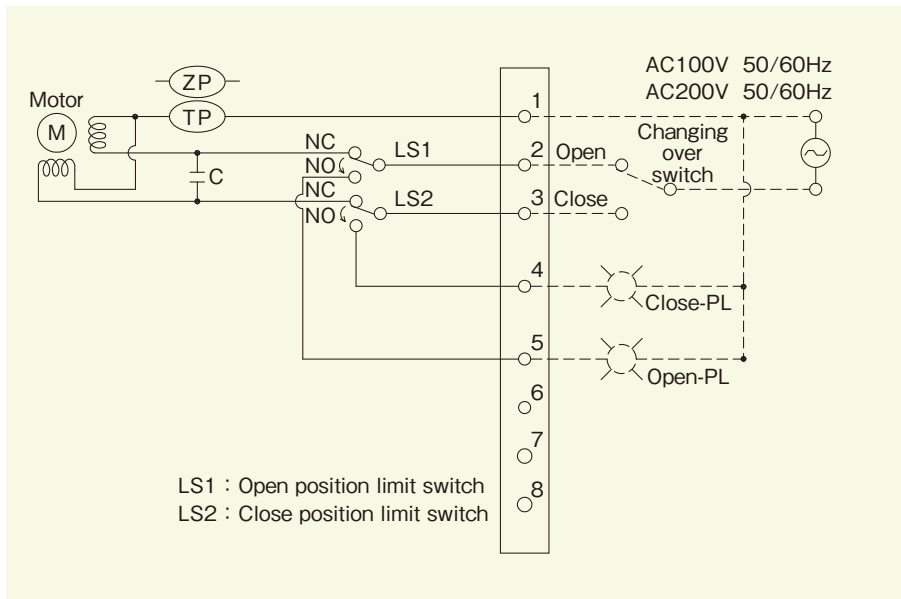 AC100V 50/60Hz
AC200V 50/60Hz
ZP
Motor
TP
M
1
Changing
over
switch
NC
LS1
2 Open
NO
C
NC
LS2
3 Close
NO
4
Close-PL
5
Open-PL
6
7
8
LS1 : Open position limit switch
LS2 : Close position limit switch